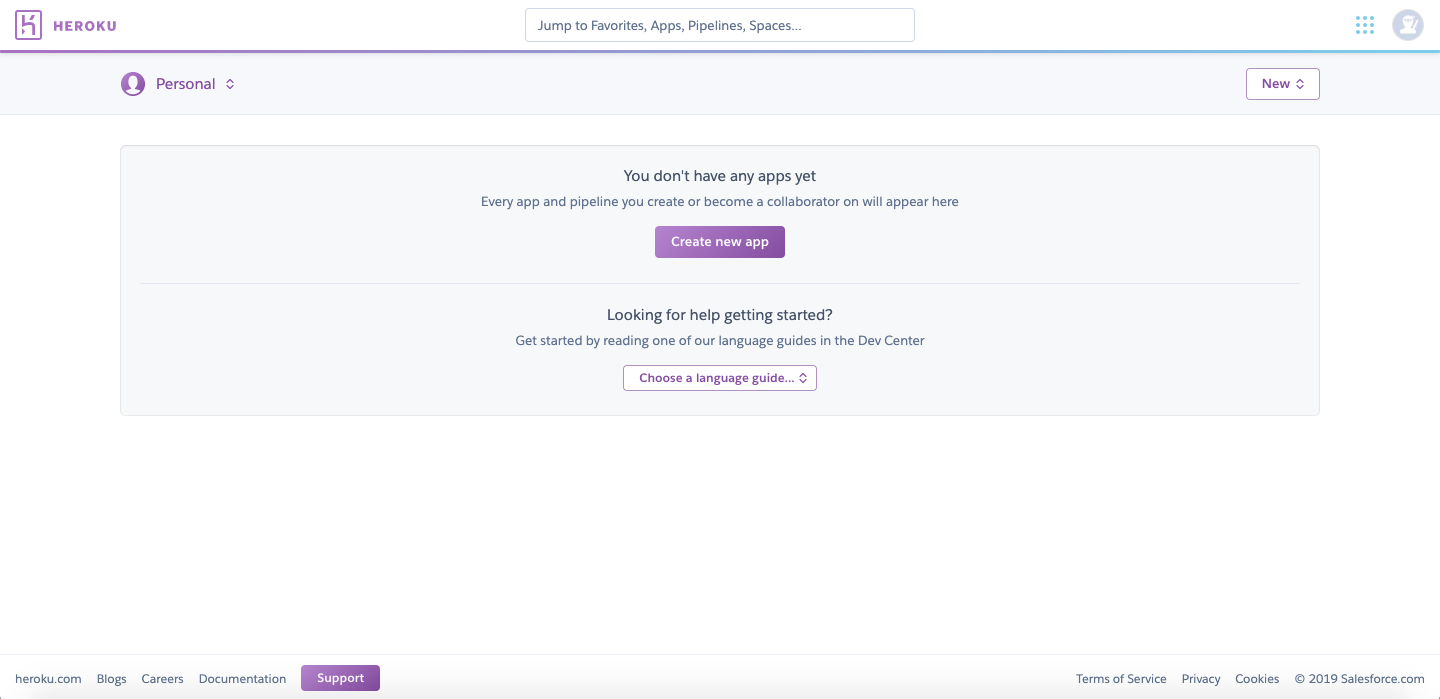 HEROKU
Jump to Favorites, Apps, Pipelines, Spaces...
Personal
New
You don't have any apps yet
Every app and pipeline you create or become a collaborator on will appear here
Create new app
Looking for help getting started?
Get started by reading one of our language guides in the Dev Center
Choose a language guide...
heroku.com Blogs Careers Documentation Support Terms of Service Privacy Cookies © 2019 Salesforce.com